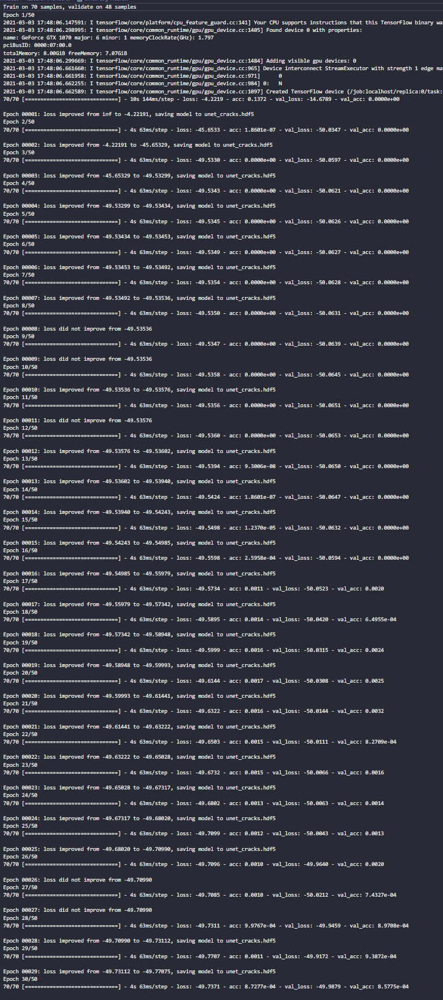 Train on 70 samples, validate on 48 samples
Epoch 1/50
2021-03-03 17:48:06.147591: I tensorflow/core/platform/cpu_feature_guard.cc:141] Your CPU supports instructions that this TensorFlow binary wa
2021-03-03 17:48:06.298995: I tensorflow/core/common_runtime/gpu/gpu_device.cc:1405] Found device 0 with properties:
name: GeForce GTX 1070 major: 6 minor: 1 memoryClockRate(GHz): 1.797
pciBusID: 0000:07:00.0
totalMemory: 8.00GiB freeMemory: 7.07GiB
2021-03-03 17:48:06.299669: I tensorflow/core/common_runtime/gpu/gpu_device.cc:1484] Adding visible gpu devices: 0
2021-03-03 17:48:06.661660: I tensorflow/core/common_runtime/gpu/gpu_device.cc:965] Device interconnect StreamExecutor with strength 1 edge ma
2021-03-03 17:48:06.661958: I tensorflow/core/common_runtime/gpu/gpu_device.cc:971]      0
2021-03-03 17:48:06.662255: I tensorflow/core/common_runtime/gpu/gpu_device.cc:984] 0:   N
2021-03-03 17:48:06.662589: I tensorflow/core/common_runtime/gpu/gpu_device.cc:1097] Created TensorFlow device (/job:localhost/replica:0/task:
70/70 [==============================] - 10s 144ms/step - loss: -4.2219 - acc: 0.1372 - val_loss: -14.6789 - val_acc: 0.0000e+00
Epoch 00001: loss improved from inf to -4.22191, saving model to unet_cracks.hdf5
Epoch 2/50
70/70 [==============================] - 4s 63ms/step - loss: -45.6533 - acc: 1.8601e-07 - val_loss: -50.0347 - val_acc: 0.0000e+00
Epoch 00002: loss improved from -4.22191 to -45.65329, saving model to unet_cracks.hdf5
Epoch 3/50
70/70 [==============================] - 4s 63ms/step - loss: -49.5330 - acc: 0.0000e+00 - val_loss: -50.0597 - val_acc: 0.0000e+00
Epoch 00003: loss improved from -45.65329 to -49.53299, saving model to unet_cracks.hdf5
Epoch 4/50
70/70 [==============================] - 4s 63ms/step - loss: -49.5343 - acc: 0.0000e+00 - val_loss: -50.0621 - val_acc: 0.0000e+00
Epoch 00004: loss improved from -49.53299 to -49.53434, saving model to unet_cracks.hdf5
Epoch 5/50
70/70 [==============================] - 4s 63ms/step - loss: -49.5345 - acc: 0.0000e+00 - val_loss: -50.0626 - val_acc: 0.0000e+00
Epoch 00005: loss improved from -49.53434 to -49.53453, saving model to unet_cracks.hdf5
Epoch 6/50
70/70 [==============================] - 4s 63ms/step - loss: -49.5349 - acc: 0.0000e+00 - val_loss: -50.0627 - val_acc: 0.0000e+00
Epoch 00006: loss improved from -49.53453 to -49.53492, saving model to unet_cracks.hdf5
Epoch 7/50
70/70 [==============================] - 4s 63ms/step - loss: -49.5354 - acc: 0.0000e+00 - val_loss: -50.0628 - val_acc: 0.0000e+00
Epoch 00007: loss improved from -49.53492 to -49.53536, saving model to unet_cracks.hdf5
Epoch 8/50
70/70 [==============================] - 4s 63ms/step - loss: -49.5350 - acc: 0.0000e+00 - val_loss: -50.0631 - val_acc: 0.0000e+00
Epoch 00008: loss did not improve from -49.53536
Epoch 9/50
70/70 [==============================] - 4s 63ms/step - loss: -49.5347 - acc: 0.0000e+00 - val_loss: -50.0639 - val_acc: 0.0000e+00
Epoch 00009: loss did not improve from -49.53536
Epoch 10/50
70/70 [==============================] - 4s 63ms/step - loss: -49.5358 - acc: 0.0000e+00 - val_loss: -50.0645 - val_acc: 0.0000e+00
Epoch 00010: loss improved from -49.53536 to -49.53576, saving model to unet_cracks.hdf5
Epoch 11/50
70/70 [==============================] - 4s 63ms/step - loss: -49.5356 - acc: 0.0000e+00 - val_loss: -50.0651 - val_acc: 0.0000e+00
Epoch 00011: loss did not improve from -49.53576
Epoch 12/50
70/70 [==============================] - 4s 63ms/step - loss: -49.5360 - acc: 0.0000e+00 - val_loss: -50.0653 - val_acc: 0.0000e+00
Epoch 00012: loss improved from -49.53576 to -49.53602, saving model to unet_cracks.hdf5
Epoch 13/50
70/70 [==============================] - 4s 63ms/step - loss: -49.5394 - acc: 9.3006e-08 - val_loss: -50.0650 - val_acc: 0.0000e+00
Epoch 00013: loss improved from -49.53602 to -49.53940, saving model to unet_cracks.hdf5
Epoch 14/50
70/70 [==============================] - 4s 63ms/step - loss: -49.5424 - acc: 1.8601e-07 - val_loss: -50.0647 - val_acc: 0.0000e+00
Epoch 00014: loss improved from -49.53940 to -49.54243, saving model to unet_cracks.hdf5
Epoch 15/50
70/70 [==============================] - 4s 63ms/step - loss: -49.5498 - acc: 1.2370e-05 - val_loss: -50.0632 - val_acc: 0.0000e+00
Epoch 00015: loss improved from -49.54243 to -49.54985, saving model to unet_cracks.hdf5
Epoch 16/50
70/70 [==============================] - 4s 63ms/step - loss: -49.5598 - acc: 2.5958e-04 - val_loss: -50.0594 - val_acc: 0.0000e+00
Epoch 00016: loss improved from -49.54985 to -49.55979, saving model to unet_cracks.hdf5
Epoch 17/50
70/70 [==============================] - 4s 63ms/step - loss: -49.5734 - acc: 0.0011 - val_loss: -50.0523 - val_acc: 0.0020
Epoch 00017: loss improved from -49.55979 to -49.57342, saving model to unet_cracks.hdf5
Epoch 18/50
70/70 [==============================] - 4s 63ms/step - loss: -49.5895 - acc: 0.0014 - val_loss: -50.0420 - val_acc: 6.4955e-04
Epoch 00018: loss improved from -49.57342 to -49.58948, saving model to unet_cracks.hdf5
Epoch 19/50
70/70 [==============================] - 4s 63ms/step - loss: -49.5999 - acc: 0.0016 - val_loss: -50.0315 - val_acc: 0.0024
Epoch 00019: loss improved from -49.58948 to -49.59993, saving model to unet_cracks.hdf5
Epoch 20/50
70/70 [==============================] - 4s 63ms/step - loss: -49.6144 - acc: 0.0017 - val_loss: -50.0308 - val_acc: 0.0025
Epoch 00020: loss improved from -49.59993 to -49.61441, saving model to unet_cracks.hdf5
Epoch 21/50
70/70 [==============================] - 4s 63ms/step - loss: -49.6322 - acc: 0.0016 - val_loss: -50.0144 - val_acc: 0.0032
Epoch 00021: loss improved from -49.61441 to -49.63222, saving model to unet_cracks.hdf5
Epoch 22/50
70/70 [==============================] - 4s 63ms/step - loss: -49.6503 - acc: 0.0015 - val_loss: -50.0111 - val_acc: 8.2709e-04
Epoch 00022: loss improved from -49.63222 to -49.65028, saving model to unet_cracks.hdf5
Epoch 23/50
70/70 [==============================] - 4s 63ms/step - loss: -49.6732 - acc: 0.0015 - val_loss: -50.0066 - val_acc: 0.0016
Epoch 00023: loss improved from -49.65028 to -49.67317, saving model to unet_cracks.hdf5
Epoch 24/50
70/70 [==============================] - 4s 63ms/step - loss: -49.6802 - acc: 0.0013 - val_loss: -50.0063 - val_acc: 0.0014
Epoch 00024: loss improved from -49.67317 to -49.68020, saving model to unet_cracks.hdf5
Epoch 25/50
70/70 [==============================] - 4s 63ms/step - loss: -49.7099 - acc: 0.0012 - val_loss: -50.0043 - val_acc: 0.0013
Epoch 00025: loss improved from -49.68020 to -49.70990, saving model to unet_cracks.hdf5
Epoch 26/50
70/70 [==============================] - 4s 63ms/step - loss: -49.7096 - acc: 0.0010 - val_loss: -49.9640 - val_acc: 0.0020
Epoch 00026: loss did not improve from -49.70990
Epoch 27/50
70/70 [==============================] - 4s 63ms/step - loss: -49.7085 - acc: 0.0010 - val_loss: -50.0212 - val_acc: 7.4327e-04
Epoch 00027: loss did not improve from -49.70990
Epoch 28/50
70/70 [==============================] - 4s 63ms/step - loss: -49.7311 - acc: 9.9767e-04 - val_loss: -49.9459 - val_acc: 8.9708e-04
Epoch 00028: loss improved from -49.70990 to -49.73112, saving model to unet_cracks.hdf5
Epoch 29/50
70/70 [==============================] - 4s 63ms/step - loss: -49.7707 - acc: 0.0011 - val_loss: -49.9172 - val_acc: 9.3872e-04
Epoch 00029: loss improved from -49.73112 to -49.77075, saving model to unet_cracks.hdf5
Epoch 30/50
70/70 [==============================] - 4s 63ms/step - loss: -49.7371 - acc: 8.7277e-04 - val_loss: -49.9879 - val_acc: 8.5775e-04